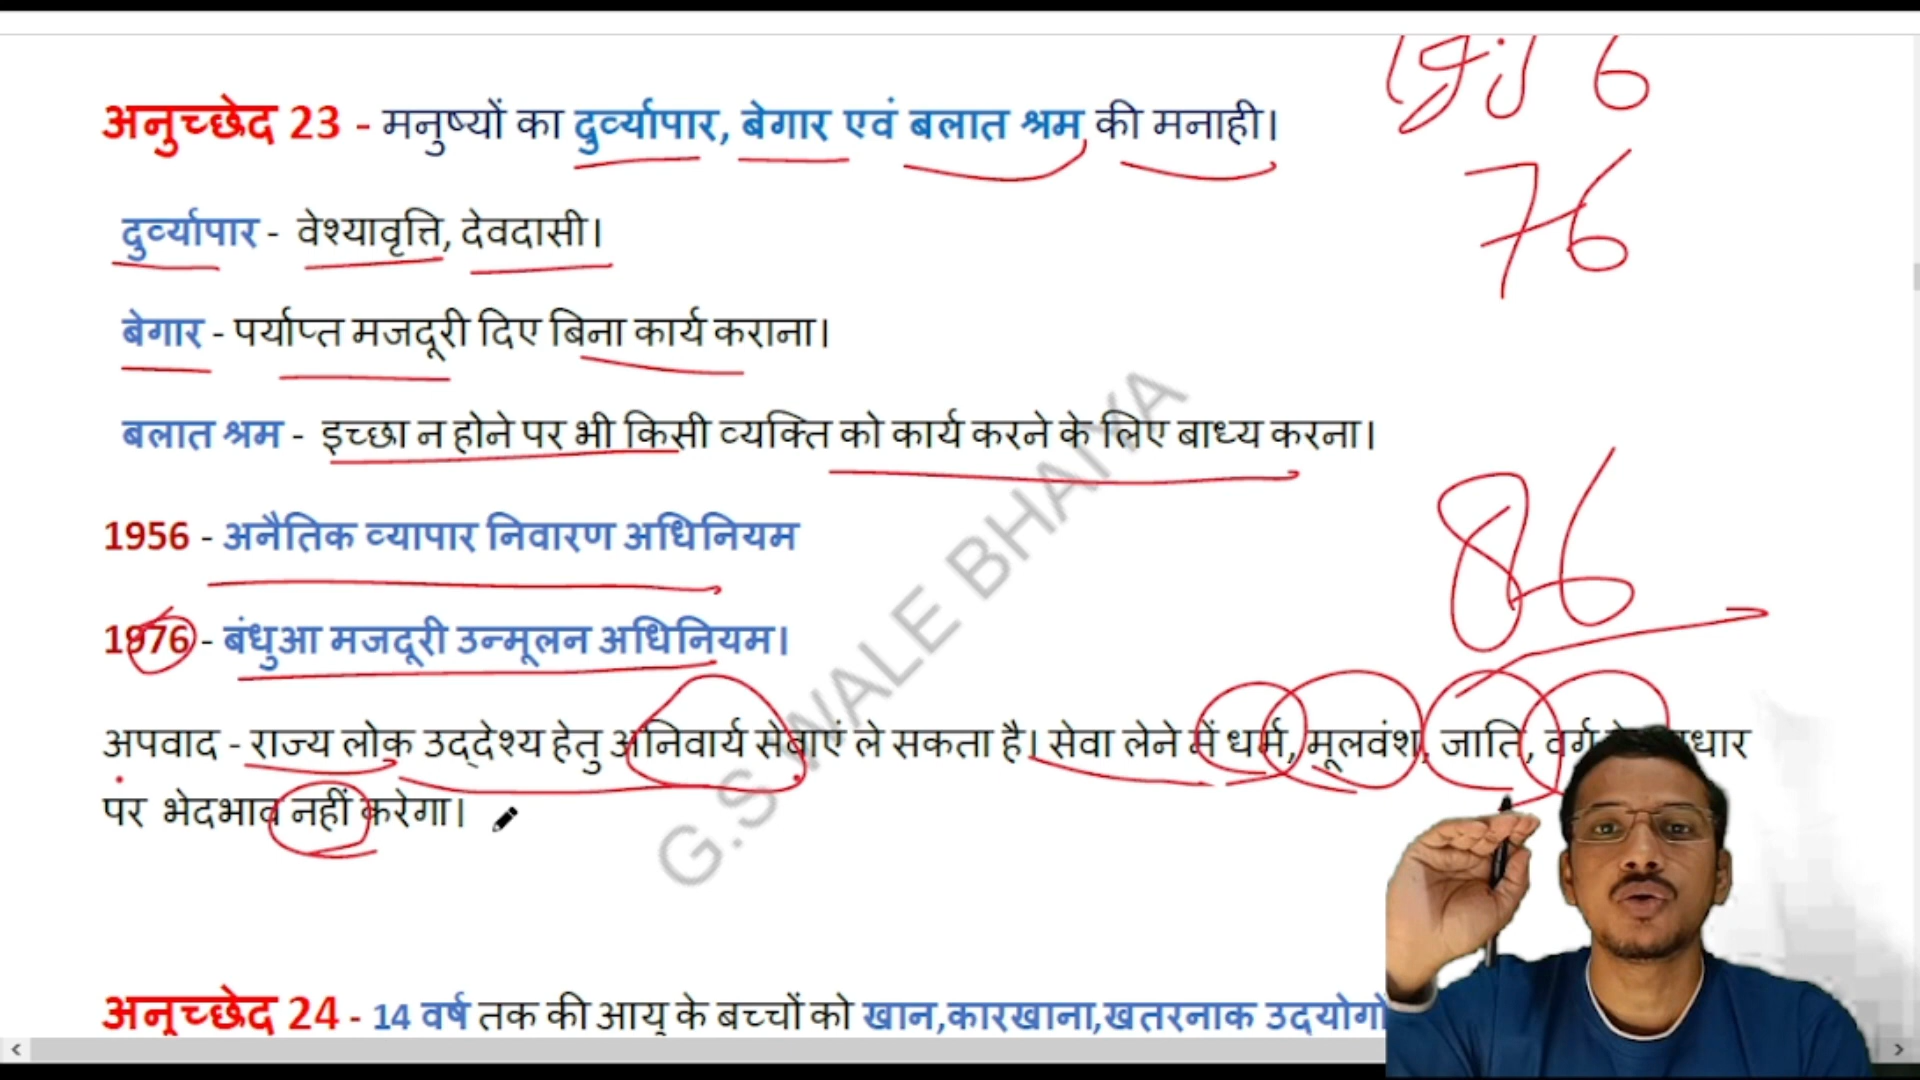 अनुच्छेद 23 - मनुष्यों का दुर्व्यापार, बेगार एवं बलात श्रम की मनाही।
दुर्व्यापार - वेश्यावृत्ति, देवदासी।
बेगार - पर्याप्त मजदूरी दिए बिना कार्य कराना।
बलात श्रम - इच्छा न होने पर भी किसी व्यक्ति को कार्य करने के लिए बाध्य करना।
1956 - अनैतिक व्यापार निवारण अधिनियम
1976 - बंधुआ मजदूरी उन्मूलन अधिनियम।
अपवाद - राज्य लोक उद्देश्य हेतु अनिवार्य सेवाएं ले सकता है। सेवा लेने में धर्म, मूलवंश, जाति, वर्ग
पर भेदभाव नहीं करेगा।
अनुच्छेद 24 - 14 वर्ष तक की आयु के बच्चों को खान,कारखाना,खतरनाक
6
76
86
G.S WALE BHAIYA